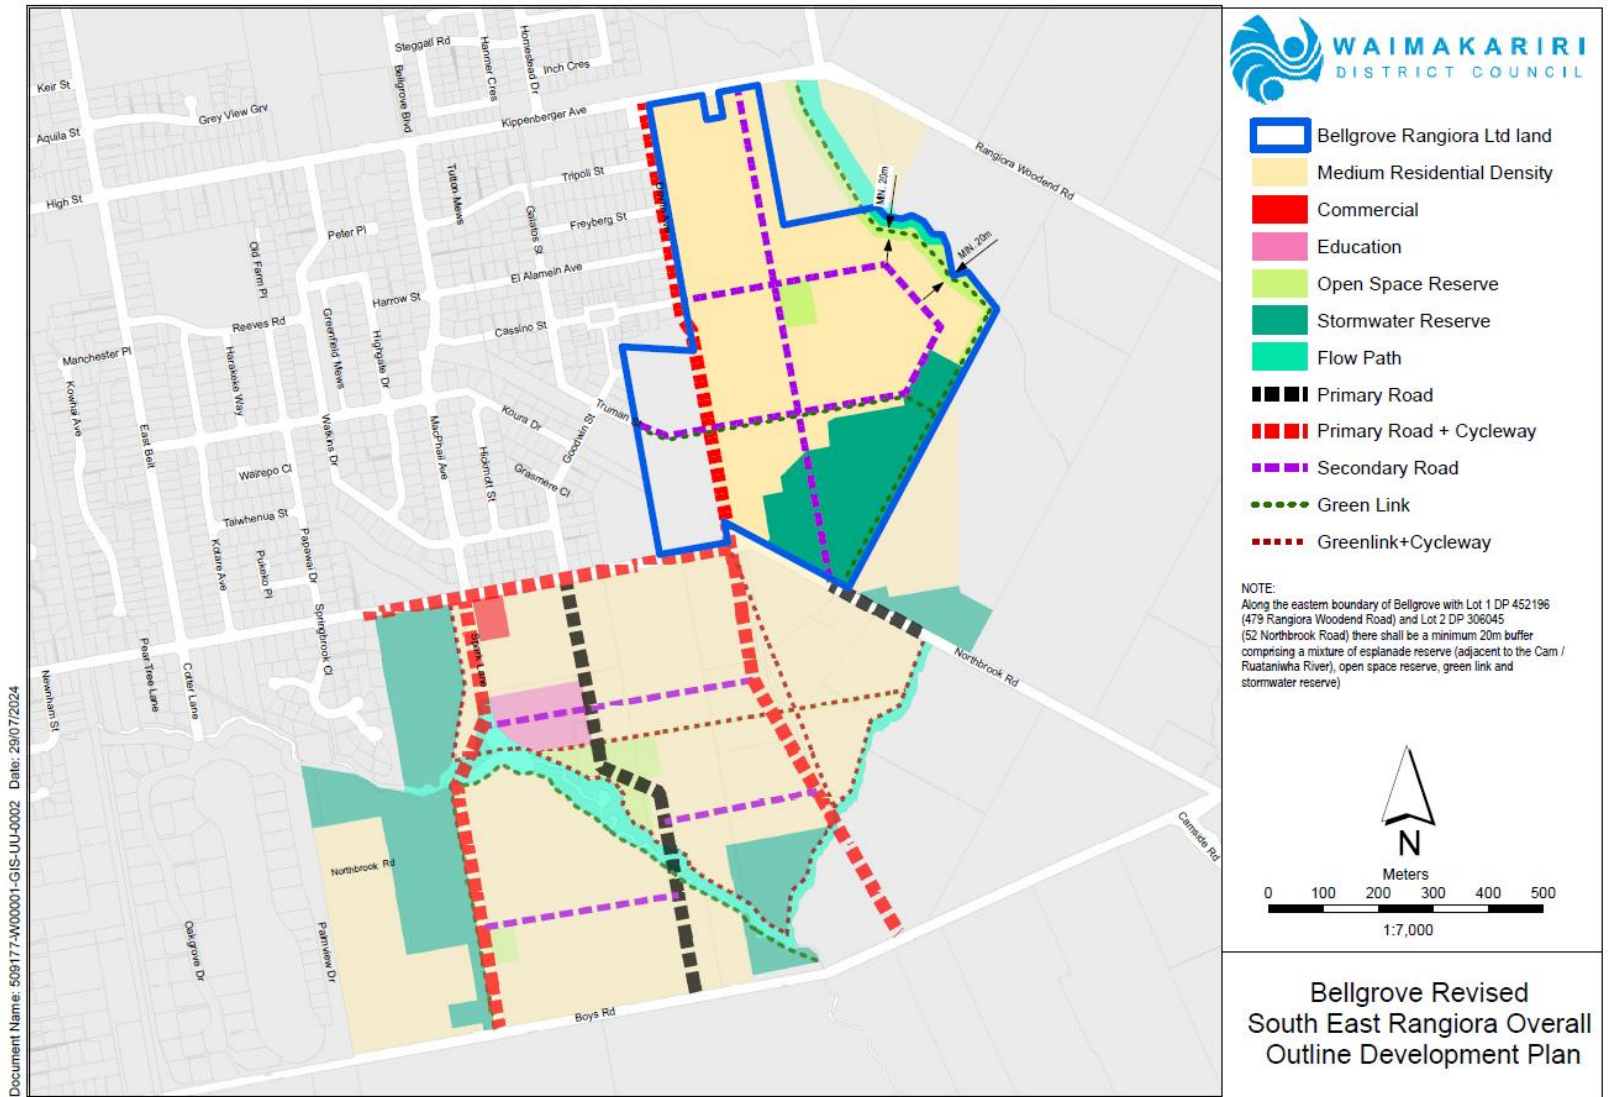 Keir St
Aquila St
Grey View Grv
High St
Steggall Rd
Bellgrove Blvd
Hanmer Cres
Homestead Dr
Inch Cres
Kippenberger Ave
Tutton Mews
Tripoli St
Galatos St
Freyberg St
Devlin Ave
Peter Pl
Old Farm Pl
El Alamein Ave
Harrow St
Reeves Rd
Cassino St
Manchester Pl
Kowhai Ave
Harakeke Way
Greenfield Mews
Highgate Dr
East Belt
Watkins Dr
MacPhail Ave
Koura Dr
Truman St
Goodwin St
Hickmott St
Grasmere Cl
Wairepo Cl
Taiwhenua St
Kotare Ave
Pukeko Pl
Papawai Dr
Springbrook Cl
Pear Tree Lane
Cotter Lane
Newnham St
Spark Lane
Northbrook Rd
Oakgrove Dr
Palmview Dr
Boys Rd
Northbrook Rd
Camside Rd
Rangiora Woodend Rd
MIN. 20m
MIN. 20m
Document Name: 509177-W00001-GIS-UU-0002 Date: 29/07/2024
WAIMAKARIRI
DISTRICT COUNCIL
Bellgrove Rangiora Ltd land
Medium Residential Density
Commercial
Education
Open Space Reserve
Stormwater Reserve
Flow Path
Primary Road
Primary Road + Cycleway
Secondary Road
Green Link
Greenlink+Cycleway
NOTE:
Along the eastern boundary of Bellgrove with Lot 1 DP 452196
(479 Rangiora Woodend Road) and Lot 2 DP 306045
(52 Northbrook Road) there shall be a minimum 20m buffer
comprising a mixture of esplanade reserve (adjacent to the Cam /
Ruataniwha River), open space reserve, green link and
stormwater reserve)
N
Meters
0 100 200 300 400 500
1:7,000
Bellgrove Revised
South East Rangiora Overall
Outline Development Plan